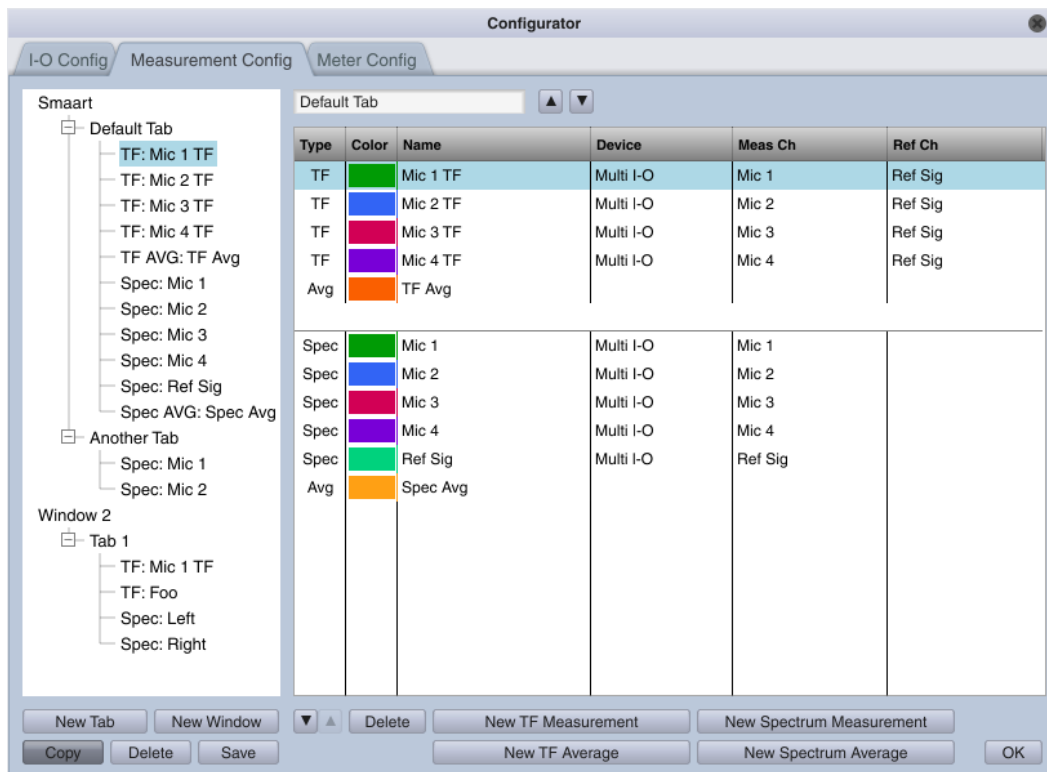 Configurator
I-O Config Measurement Config Meter Config
Smaart
Default Tab
TF: Mic 1 TF
TF: Mic 2 TF
TF: Mic 3 TF
TF: Mic 4 TF
TF AVG: TF Avg
Spec: Mic 1
Spec: Mic 2
Spec: Mic 3
Spec: Mic 4
Spec: Ref Sig
Spec AVG: Spec Avg
Another Tab
Spec: Mic 1
Spec: Mic 2
Window 2
Tab 1
TF: Mic 1 TF
TF: Foo
Spec: Left
Spec: Right
Default Tab
Type Color Name Device Meas Ch Ref Ch
TF Mic 1 TF Multi I-O Mic 1 Ref Sig
TF Mic 2 TF Multi I-O Mic 2 Ref Sig
TF Mic 3 TF Multi I-O Mic 3 Ref Sig
TF Mic 4 TF Multi I-O Mic 4 Ref Sig
Avg TF Avg
Spec Mic 1 Multi I-O Mic 1
Spec Mic 2 Multi I-O Mic 2
Spec Mic 3 Multi I-O Mic 3
Spec Mic 4 Multi I-O Mic 4
Spec Ref Sig Multi I-O Ref Sig
Avg Spec Avg
New Tab New Window Delete New TF Measurement New Spectrum Measurement
Copy Delete Save New TF Average New Spectrum Average OK